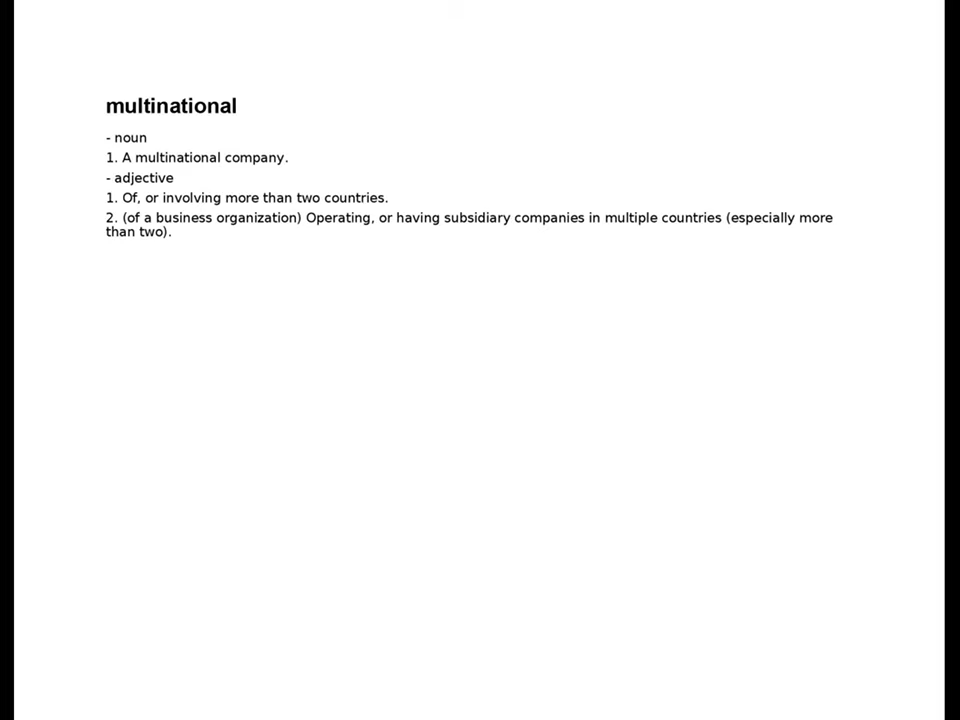 multinational
- noun
1. A multinational company.
- adjective
1. Of, or involving more than two countries.
2. (of a business organization) Operating, or having subsidiary companies in multiple countries (especially more
than two).